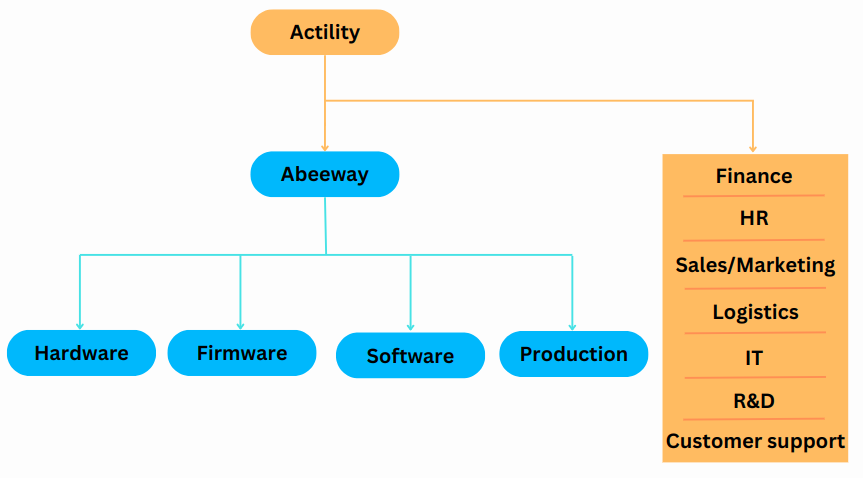 Actility
Abeeway
Hardware
Firmware
Software
Production
Finance
HR
Sales/Marketing
Logistics
IT
R&D
Customer support